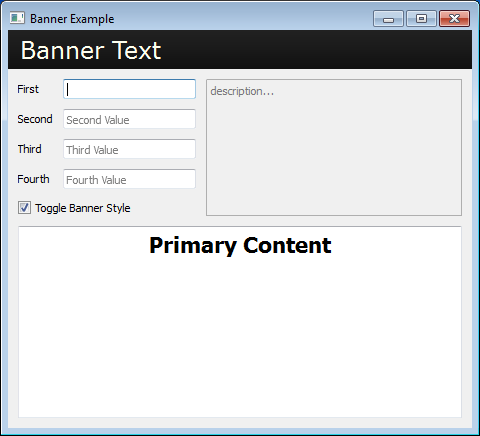 Banner Example
Banner Text
First
Second Second Value
Third Third Value
Fourth Fourth Value
Toggle Banner Style
description...
Primary Content